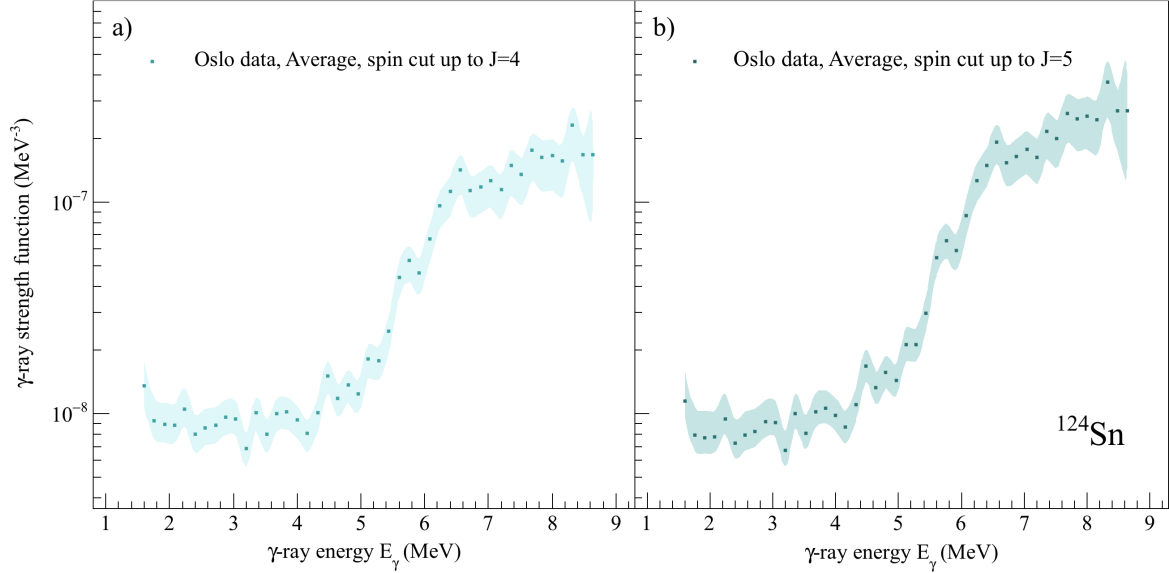 a)
Oslo data, Average, spin cut up to J=4
b)
Oslo data, Average, spin cut up to J=5
γ-ray strength function (MeV⁻³)
10⁻⁷
10⁻⁸
¹²⁴Sn
1 2 3 4 5 6 7 8 9
1 2 3 4 5 6 7 8 9
γ-ray energy Eᵧ (MeV)
γ-ray energy Eᵧ (MeV)